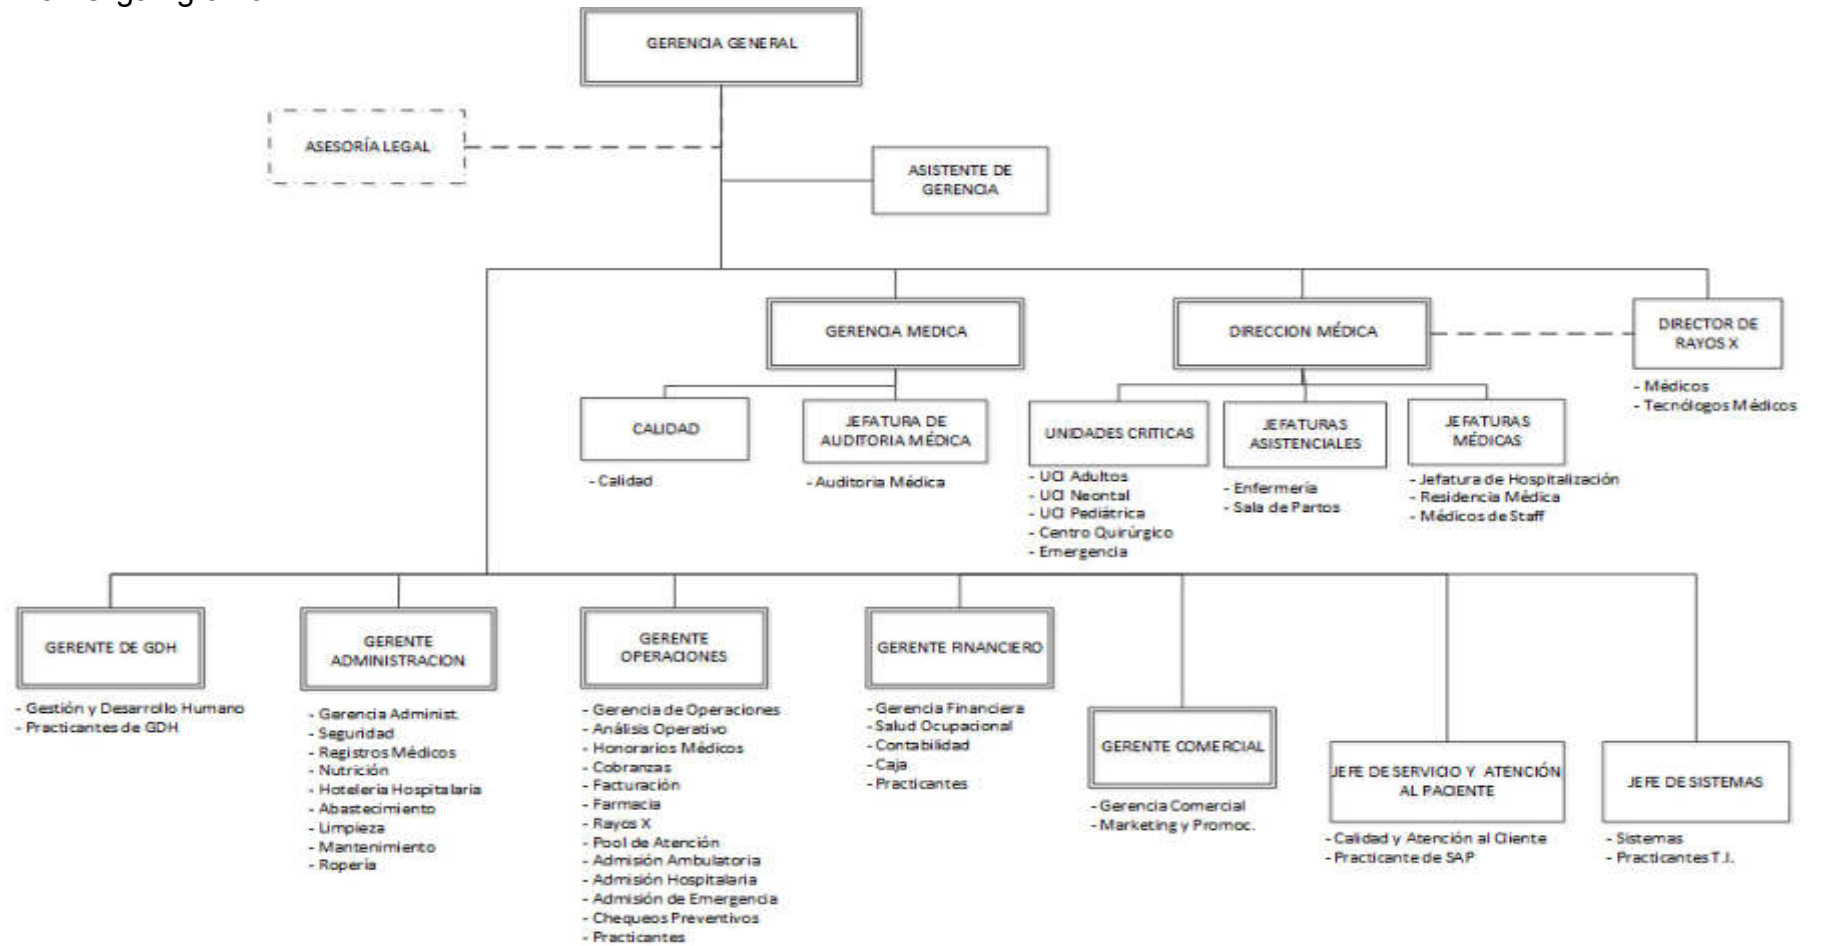 GERENCIA GENERAL
ASESORÍA LEGAL
ASISTENTE DE
GERENCIA
GERENCIA MEDICA
DIRECCION MÉDICA
DIRECTOR DE
RAYOS X
- Médicos
- Tecnólogos Médicos
CALIDAD
- Calidad
JEFATURA DE
AUDITORIA MÉDICA
- Auditoria Médica
UNIDADES CRITICAS
- UCI Adultos
- UCI Neontal
- UCI Pediátrica
- Centro Quirúrgico
- Emergencia
JEFATURAS
ASISTENCIALES
- Enfermería
- Sala de Partos
JEFATURAS
MÉDICAS
- Jefatura de Hospitalización
- Residencia Médica
- Médicos de Staff
GERENTE DE GDH
- Gestión y Desarrollo Humano
- Practicantes de GDH
GERENTE
ADMINISTRACION
- Gerencia Administ.
- Seguridad
- Registros Médicos
- Nutrición
- Hoteleria Hospitalaria
- Abastecimiento
- Limpieza
- Mantenimiento
- Ropería
GERENTE
OPERACIONES
- Gerencia de Operaciones
- Análisis Operativo
- Honorarios Médicos
- Cobranzas
- Facturación
- Farmacia
- Rayos X
- Pool de Atención
- Admisión Ambulatoria
- Admisión Hospitalaria
- Admisión de Emergencia
- Chequeos Preventivos
- Practicantes
GERENTE FINANCIERO
- Gerencia Financiera
- Salud Ocupacional
- Contabilidad
- Caja
- Practicantes
GERENTE COMERCIAL
- Gerencia Comercial
- Marketing y Promoc.
JEFE DE SERVICIO Y ATENCIÓN
AL PACIENTE
- Calidad y Atención al Cliente
- Practicante de SAP
JEFE DE SISTEMAS
- Sistemas
- Practicantes T.I.